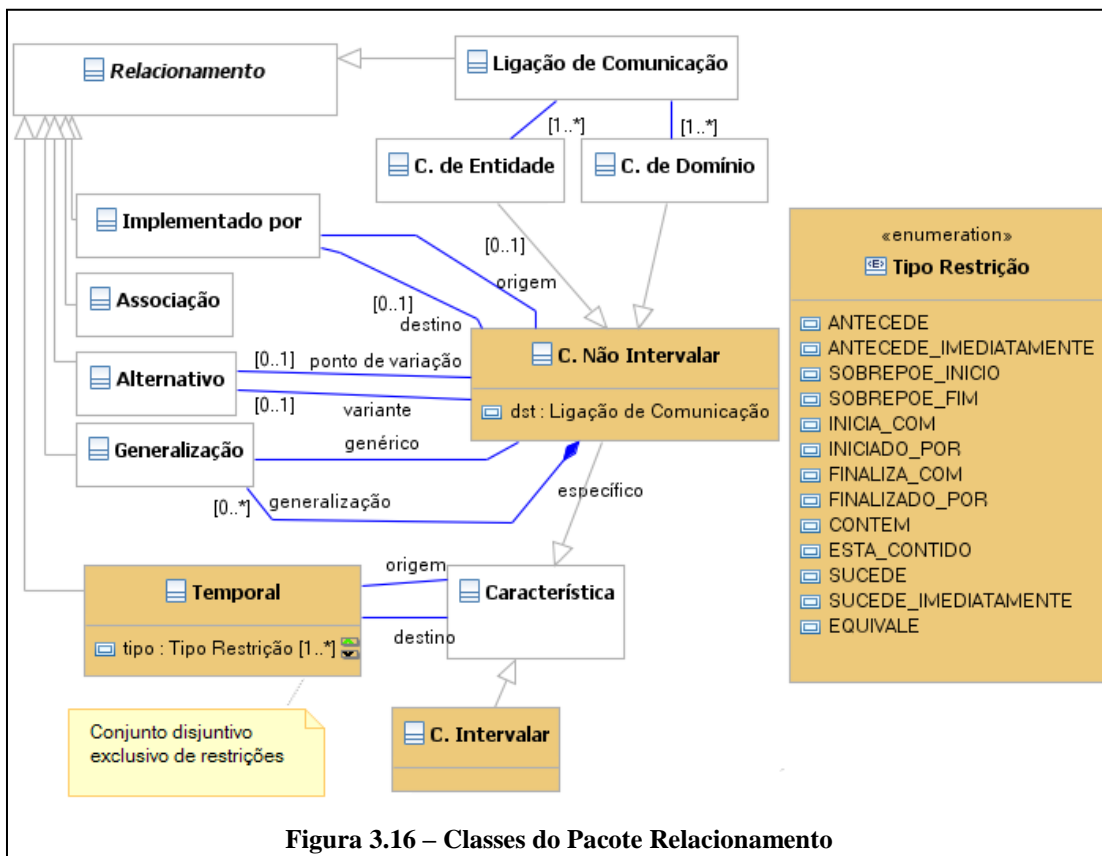 Relacionamento
Ligação de Comunicação
[1..*]
[1..*]
C. de Entidade
C. de Domínio
Implementado por
[0..1]
origem
[0..1]
destino
Associação
«enumeration»
Tipo Restrição
ANTECEDE
ANTECEDE_IMEDIATAMENTE
SOBREPOE_INICIO
SOBREPOE_FIM
INICIA_COM
INICIADO_POR
FINALIZA_COM
FINALIZADO_POR
CONTEM
ESTA_CONTIDO
SUCEDE
SUCEDE_IMEDIATAMENTE
EQUIVALE
C. Não Intervalar
dst : Ligação de Comunicação
Alternativo
[0..1]
ponto de variação
[0..1]
variante
Generalização
genérico
[0..*]
generalização
específico
Temporal
tipo : Tipo Restrição [1..*]
origem
destino
Característica
Conjunto disjuntivo
exclusivo de restrições
C. Intervalar
Figura 3.16 – Classes do Pacote Relacionamento